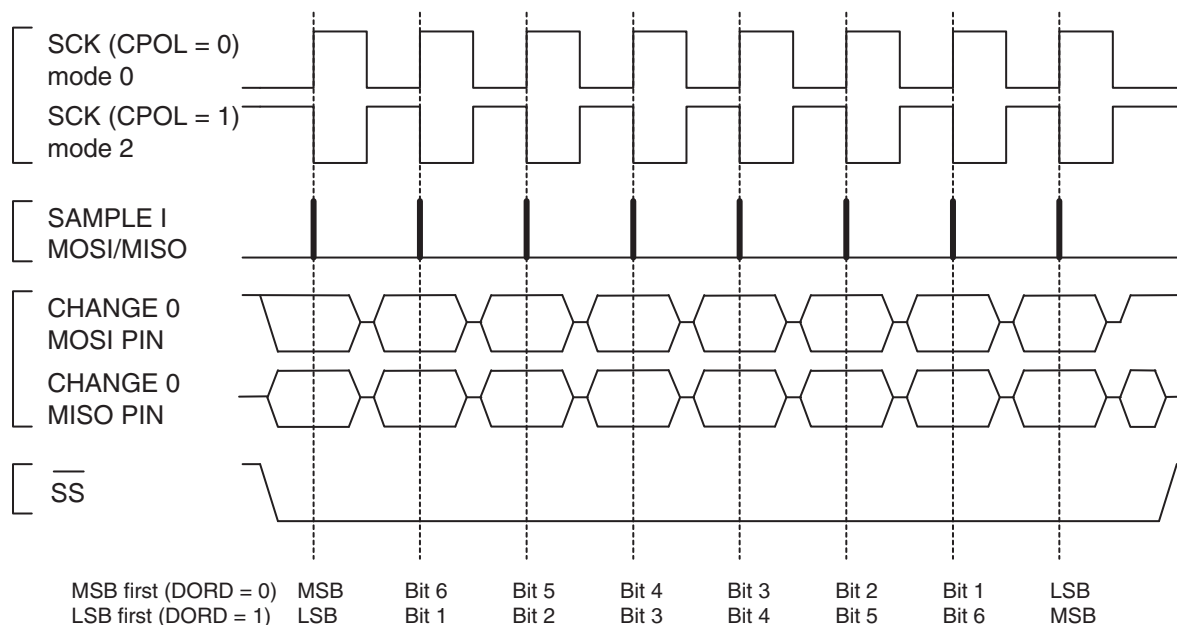 SCK (CPOL = 0)
mode 0
SCK (CPOL = 1)
mode 2
SAMPLE I
MOSI/MISO
CHANGE 0
MOSI PIN
CHANGE 0
MISO PIN
SS
MSB first (DORD = 0) MSB Bit 6 Bit 5 Bit 4 Bit 3 Bit 2 Bit 1 LSB
LSB first (DORD = 1) LSB Bit 1 Bit 2 Bit 3 Bit 4 Bit 5 Bit 6 MSB